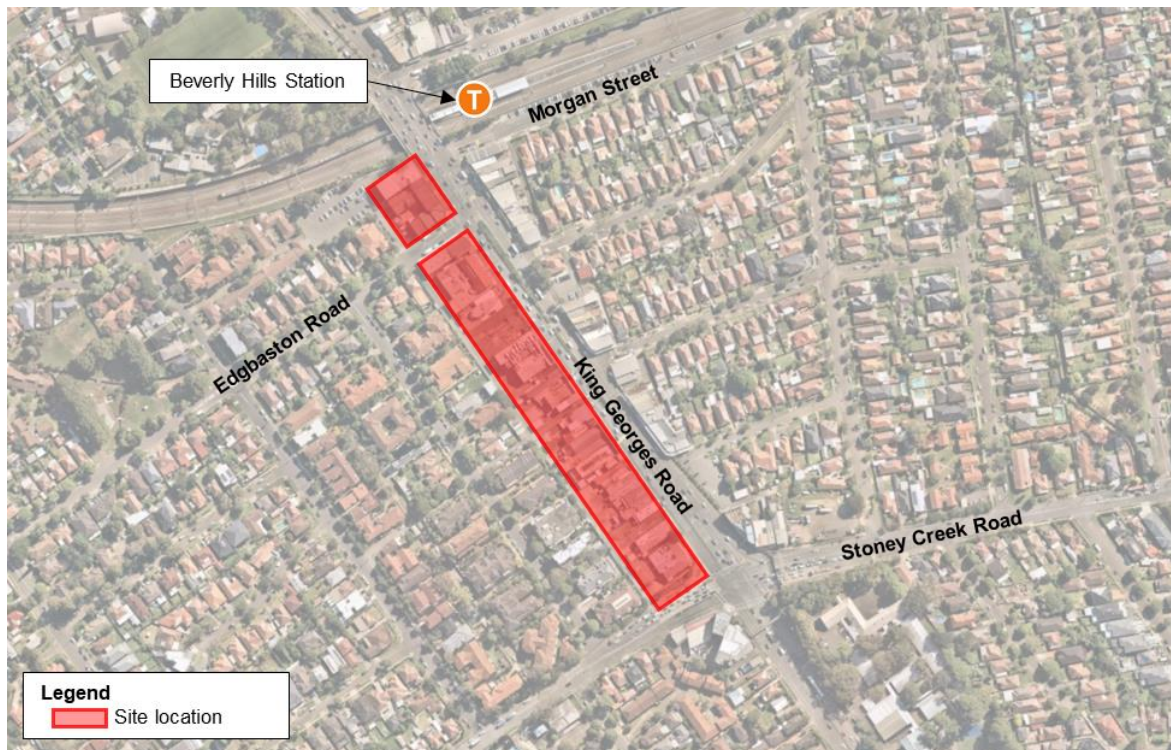 Beverly Hills Station
T
Morgan Street
Edgbaston Road
King Georges Road
Stoney Creek Road
Legend
Site location